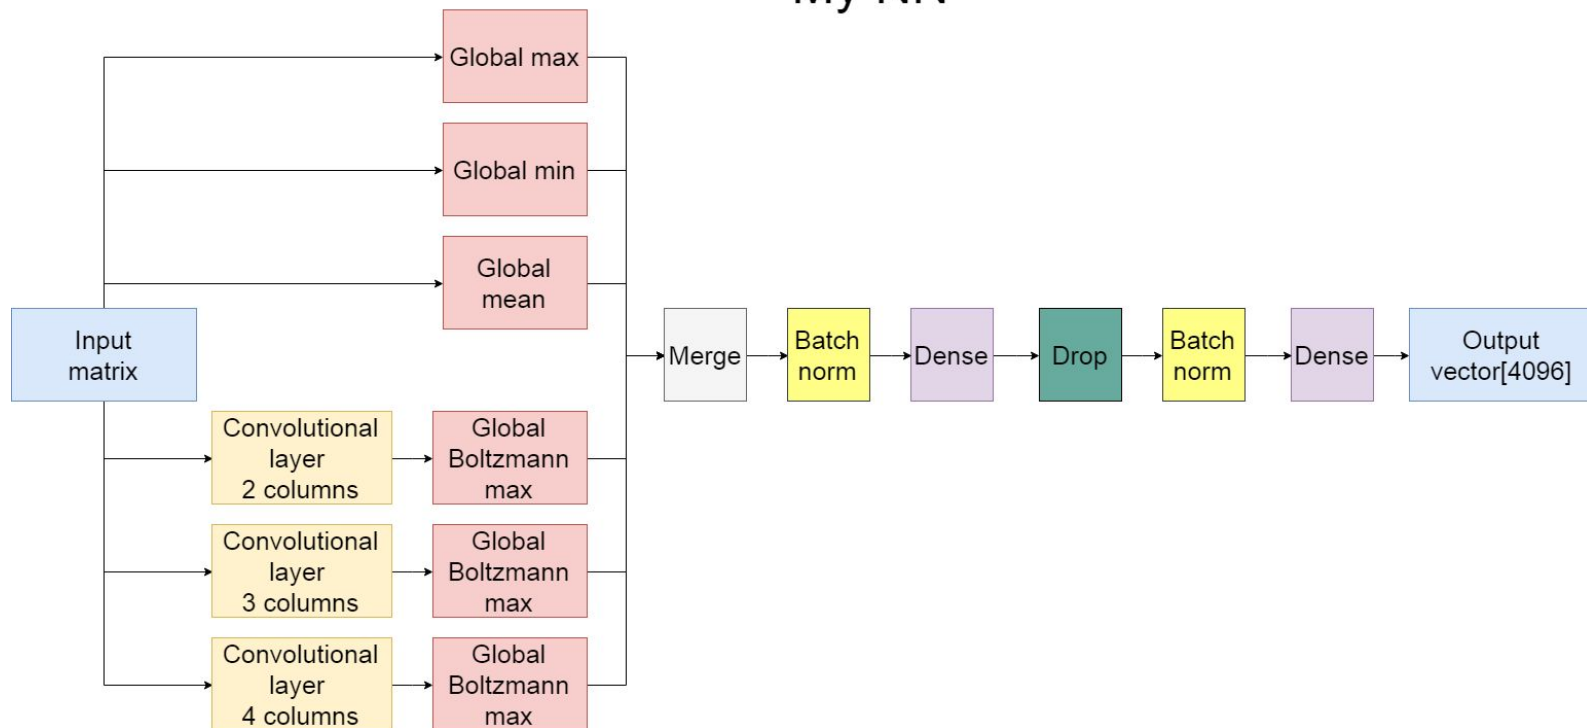 My NN
Global max
Global min
Global
mean
Input
matrix
Merge
Batch
norm
Dense
Drop
Batch
norm
Dense
Output
vector[4096]
Convolutional
layer
2 columns
Global
Boltzmann
max
Convolutional
layer
3 columns
Global
Boltzmann
max
Convolutional
layer
4 columns
Global
Boltzmann
max